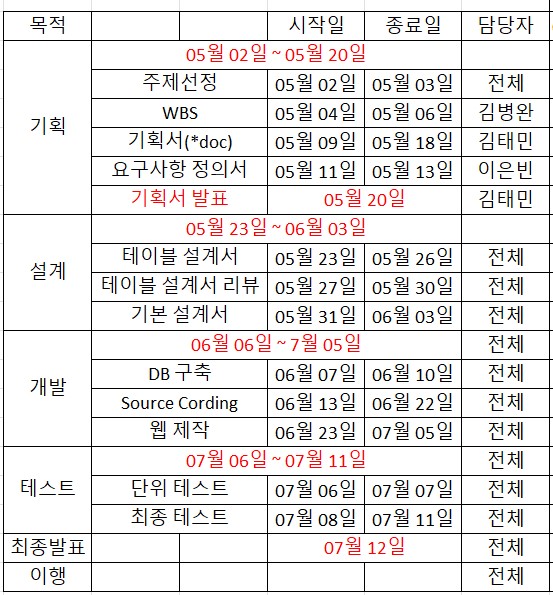 목적 시작일 종료일 담당자
05월 02일 ~ 05월 20일
주제선정 05월 02일 05월 03일 전체
WBS 05월 04일 05월 06일 김병완
기획 기획서(*doc) 05월 09일 05월 18일 김태민
요구사항 정의서 05월 11일 05월 13일 이은빈
기획서 발표 05월 20일 김태민
05월 23일 ~ 06월 03일
테이블 설계서 05월 23일 05월 26일 전체
설계 테이블 설계서 리뷰 05월 27일 05월 30일 전체
기본 설계서 05월 31일 06월 03일 전체
06월 06일 ~ 7월 05일 전체
개발 DB 구축 06월 07일 06월 10일 전체
Source Cording 06월 13일 06월 22일 전체
웹 제작 06월 23일 07월 05일 전체
07월 06일 ~ 07월 11일 전체
테스트 단위 테스트 07월 06일 07월 07일 전체
최종 테스트 07월 08일 07월 11일 전체
최종발표 07월 12일 전체
이행 전체